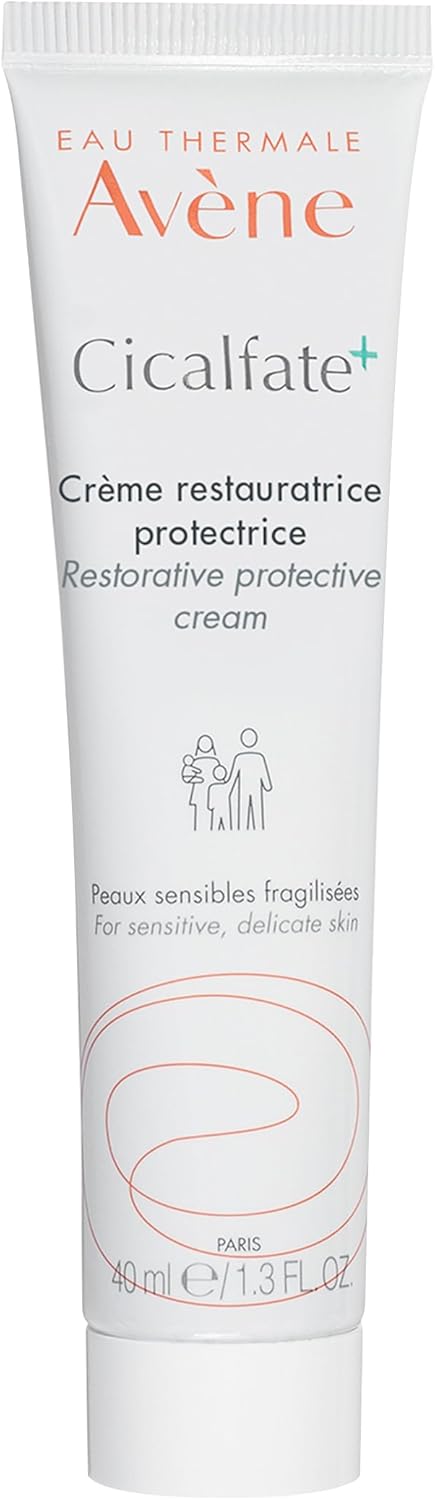 EAU THERMALE
Avène
Cicalfate+
Crème restauratrice
protectrice
Restorative protective
cream
Peaux sensibles fragilisées
For sensitive, delicate skin
PARIS
40 ml ℮/1.3 FL. OZ.